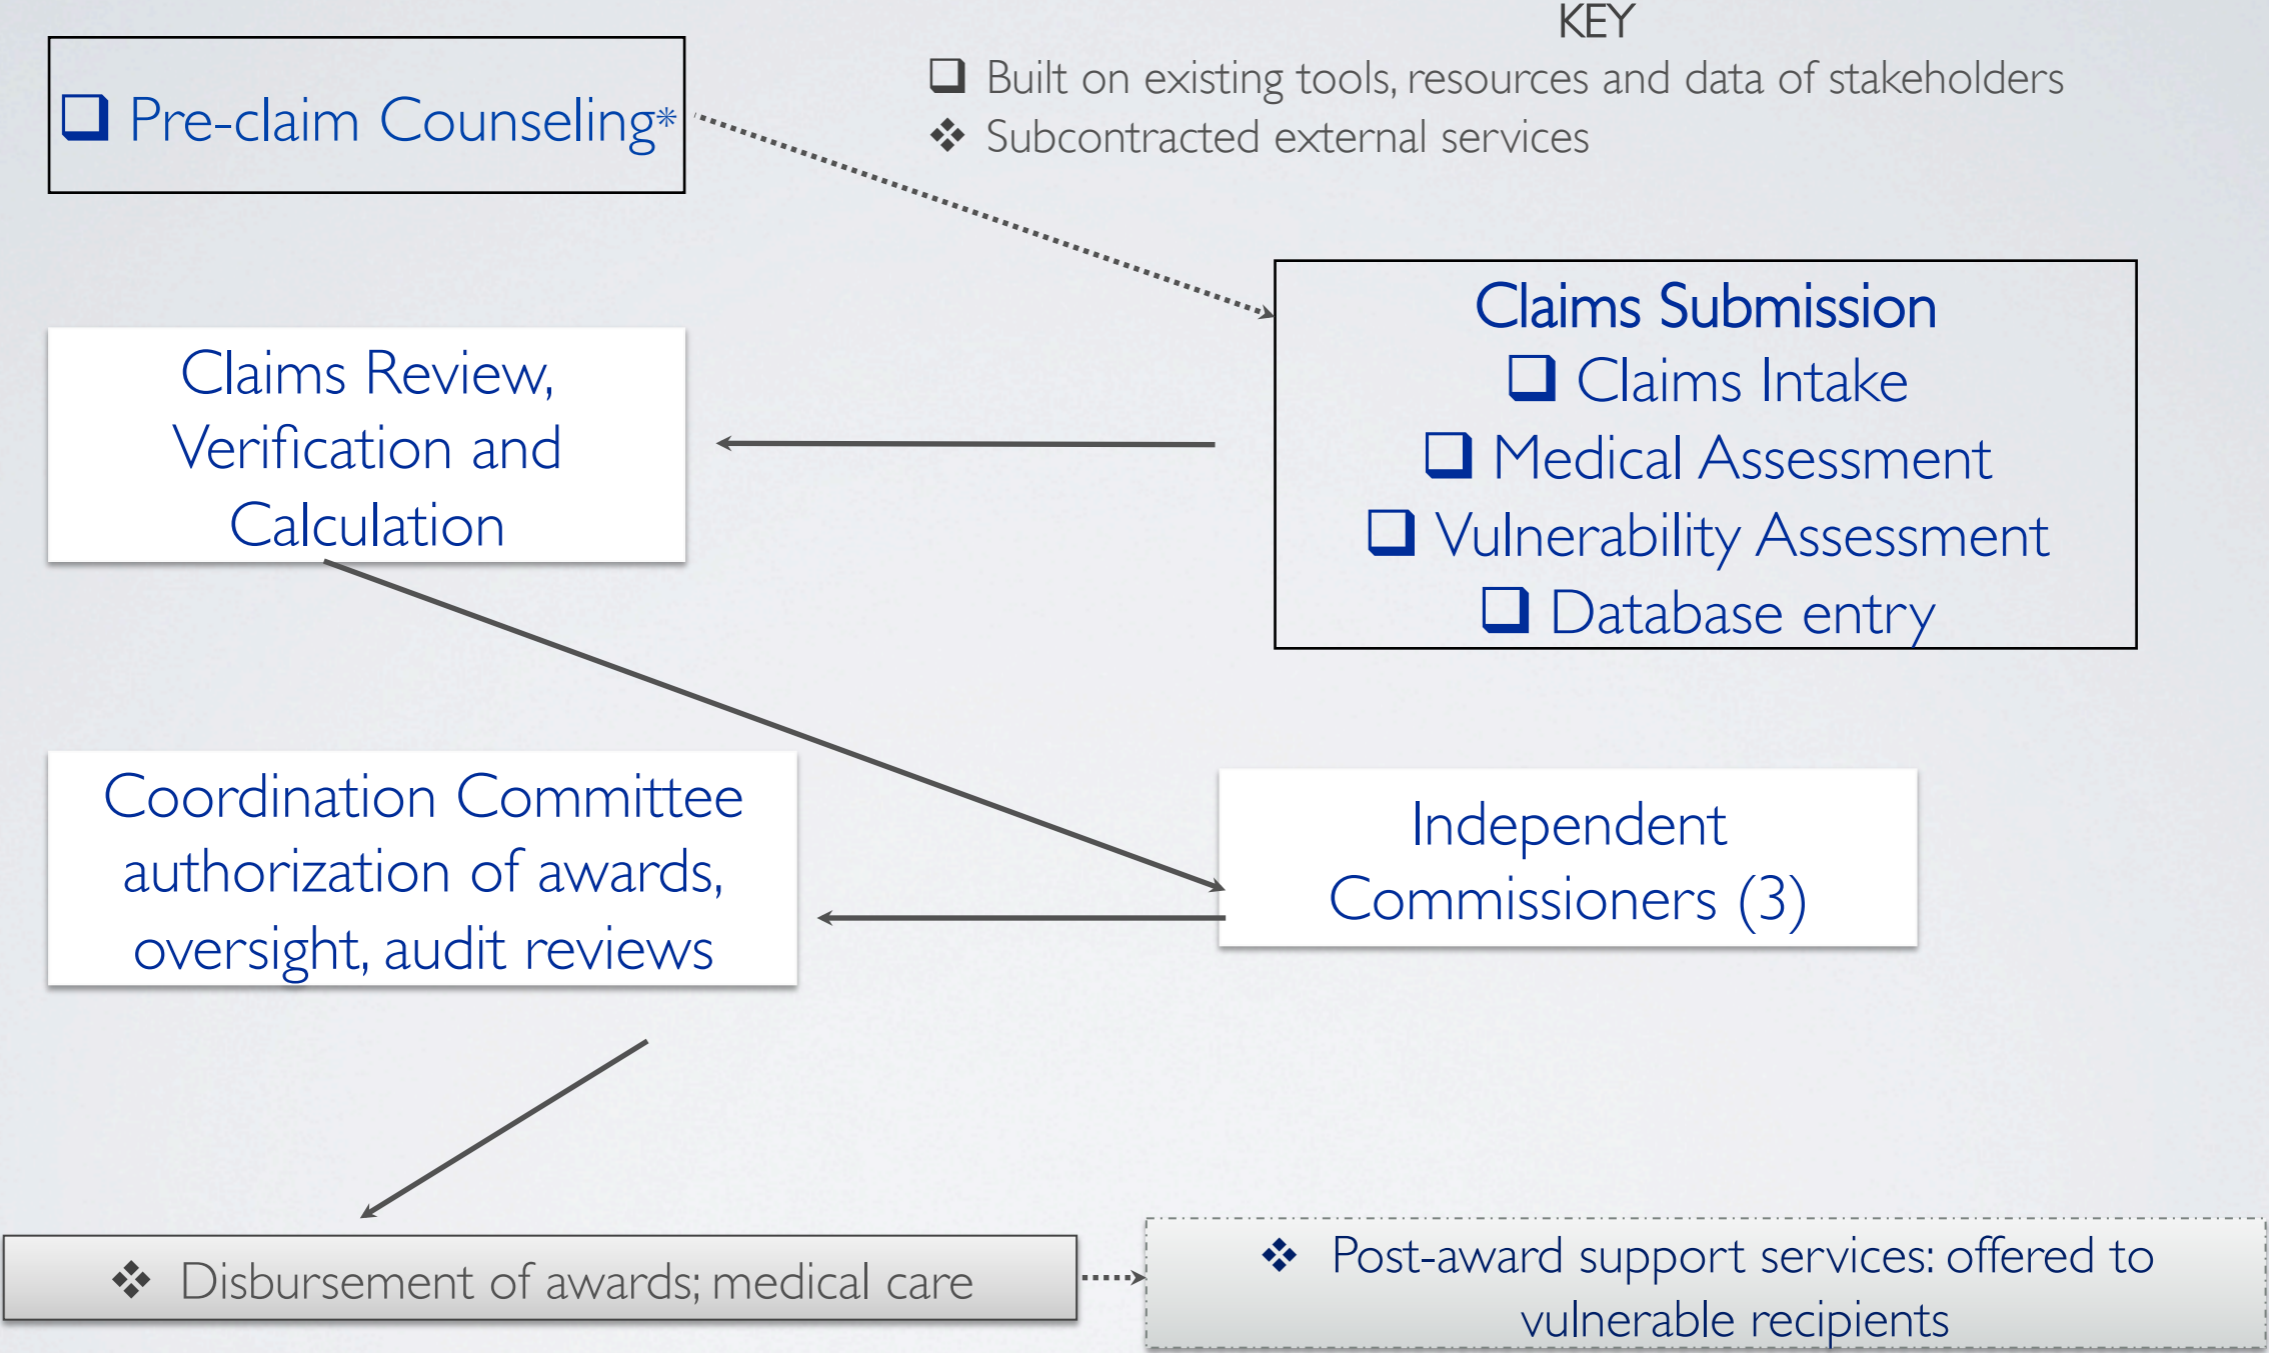 KEY
❑ Built on existing tools, resources and data of stakeholders
❖ Subcontracted external services
❑ Pre-claim Counseling*
Claims Submission
❑ Claims Intake
❑ Medical Assessment
❑ Vulnerability Assessment
❑ Database entry
Claims Review,
Verification and
Calculation
Independent
Commissioners (3)
Coordination Committee
authorization of awards,
oversight, audit reviews
❖ Disbursement of awards; medical care
❖ Post-award support services: offered to
vulnerable recipients